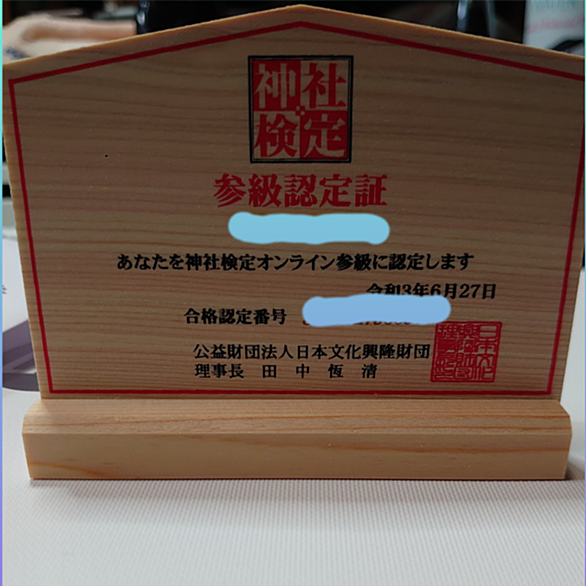 神社
検定
参級認定証
あなたを神社検定オンライン参級に認定します
令和3年6月27日
合格認定番号
公益財団法人日本文化興隆財団
理事長 田中恆清